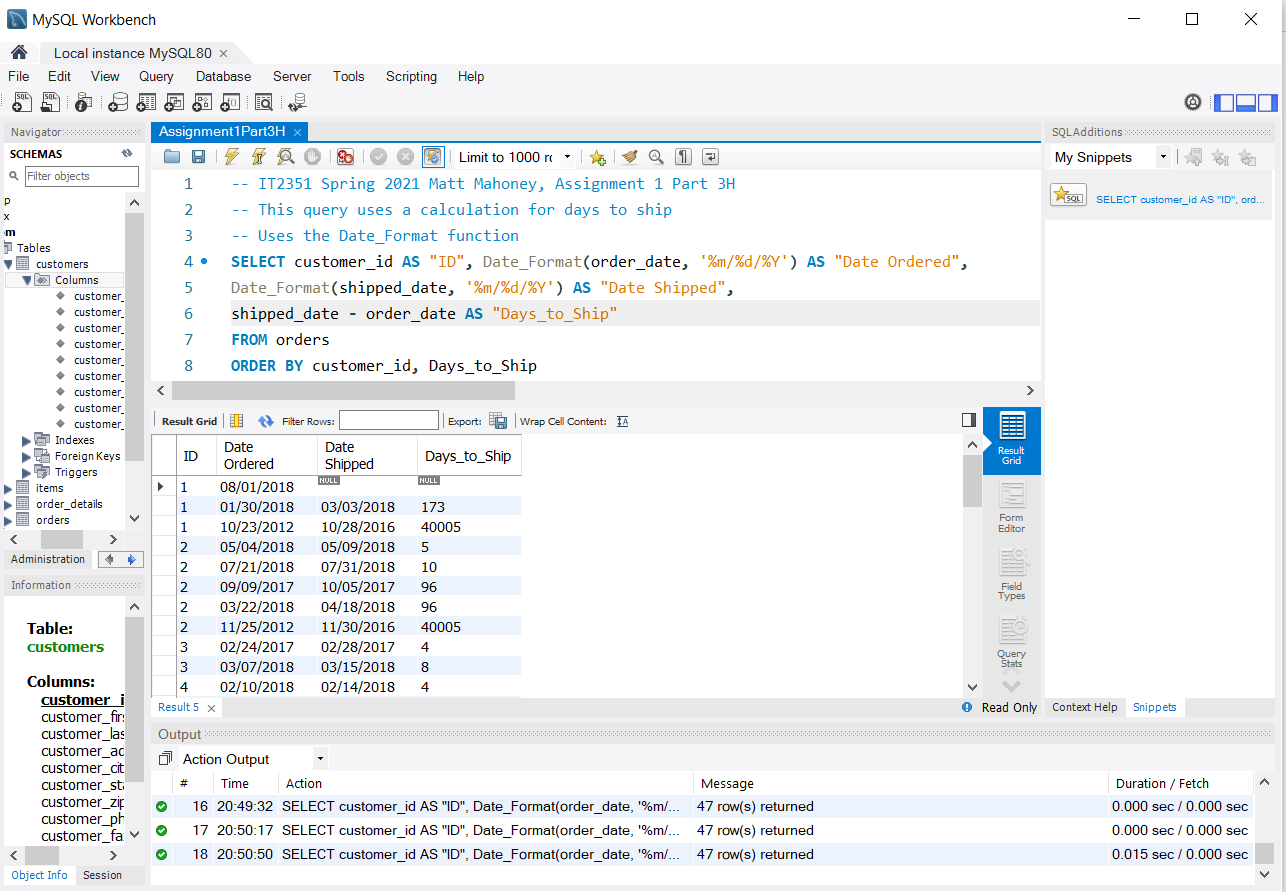 MySQL Workbench
Local instance MySQL80
File Edit View Query Database Server Tools Scripting Help
Navigator
SCHEMAS
Filter objects
p
x
om
Tables
customers
Columns
customer_
customer_
customer_
customer_
customer_
customer_
customer_
customer_
customer_
Indexes
Foreign Keys
Triggers
items
order_details
orders
Administration
Information
Table:
customers
Columns:
customer_i
customer_fir
customer_las
customer_ad
customer_cit
customer_sta
customer_zip
customer_ph
customer_fa
Object Info Session
Assignment1Part3H
Limit to 1000 rc
1 -- IT2351 Spring 2021 Matt Mahoney, Assignment 1 Part 3H
2 -- This query uses a calculation for days to ship
3 -- Uses the Date_Format function
4 SELECT customer_id AS "ID", Date_Format(order_date, '%m/%d/%Y') AS "Date Ordered",
5 Date_Format(shipped_date, '%m/%d/%Y') AS "Date Shipped",
6 shipped_date - order_date AS "Days_to_Ship"
7 FROM orders
8 ORDER BY customer_id, Days_to_Ship
Result Grid Filter Rows: Export: Wrap Cell Content:
ID Date Ordered Date Shipped Days_to_Ship
1 08/01/2018 NULL NULL
1 01/30/2018 03/03/2018 173
1 10/23/2012 10/28/2016 40005
2 05/04/2018 05/09/2018 5
2 07/21/2018 07/31/2018 10
2 09/09/2017 10/05/2017 96
2 03/22/2018 04/18/2018 96
2 11/25/2012 11/30/2016 40005
3 02/24/2017 02/28/2017 4
3 03/07/2018 03/15/2018 8
4 02/10/2018 02/14/2018 4
Result Grid
Form Editor
Field Types
Query Stats
Result 5
Read Only
SQLAdditions
My Snippets
SQL SELECT customer_id AS "ID", ord...
Context Help Snippets
Output
Action Output
# Time Action Message Duration / Fetch
16 20:49:32 SELECT customer_id AS "ID", Date_Format(order_date, '%m/... 47 row(s) returned 0.000 sec / 0.000 sec
17 20:50:17 SELECT customer_id AS "ID", Date_Format(order_date, '%m/... 47 row(s) returned 0.000 sec / 0.000 sec
18 20:50:50 SELECT customer_id AS "ID", Date_Format(order_date, '%m/... 47 row(s) returned 0.015 sec / 0.000 sec